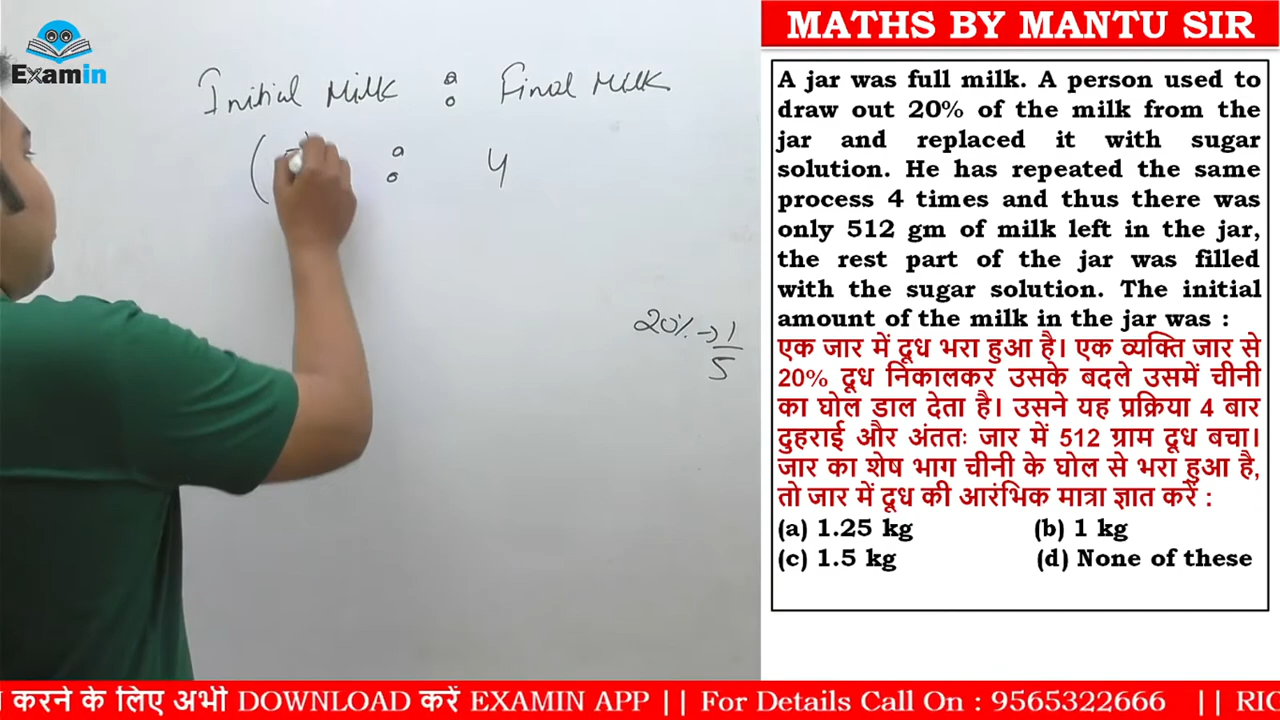 Examin
MATHS BY MANTU SIR
Initial Milk : Final Milk
( : 4
20% → 1/5
A jar was full milk. A person used to
draw out 20% of the milk from the
jar and replaced it with sugar
solution. He has repeated the same
process 4 times and thus there was
only 512 gm of milk left in the jar,
the rest part of the jar was filled
with the sugar solution. The initial
amount of the milk in the jar was :
एक जार में दूध भरा हुआ है। एक व्यक्ति जार से
20% दूध निकालकर उसके बदले उसमें चीनी
का घोल डाल देता है। उसने यह प्रक्रिया 4 बार
दुहराई और अंततः जार में 512 ग्राम दूध बचा।
जार का शेष भाग चीनी के घोल से भरा हुआ है,
तो जार में दूध की आरंभिक मात्रा ज्ञात करें :
(a) 1.25 kg (b) 1 kg
(c) 1.5 kg (d) None of these
करने के लिए अभी DOWNLOAD करें EXAMIN APP || For Details Call On : 9565322666 || RIC